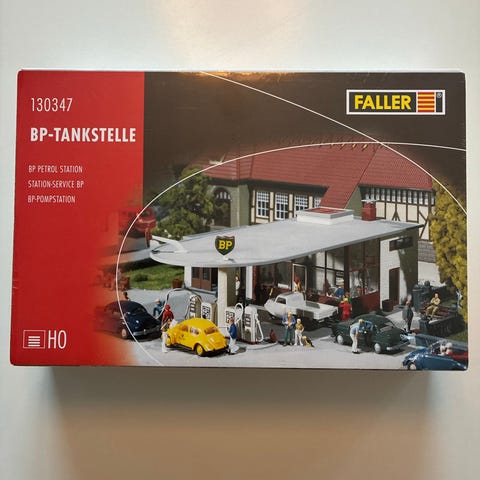 130347
BP-TANKSTELLE
BP PETROL STATION
STATION-SERVICE BP
BP-POMPSTATION
FALLER
BP
H0